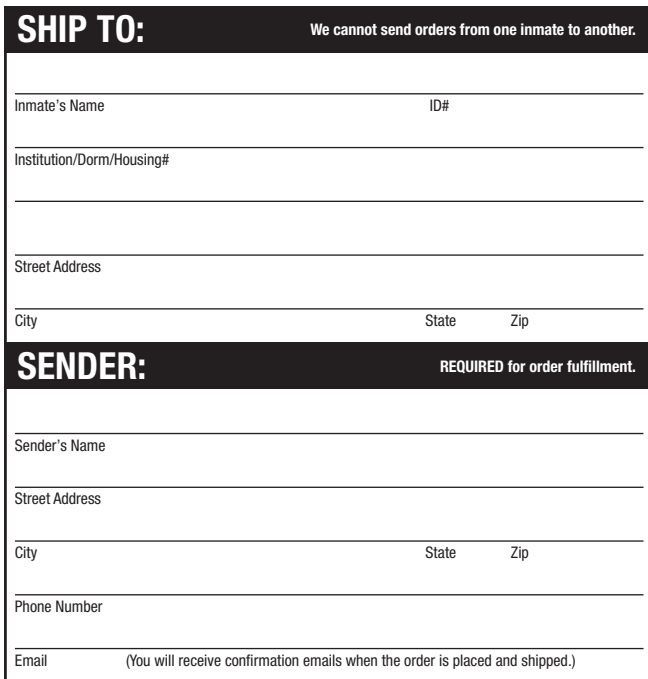 SHIP TO: We cannot send orders from one inmate to another.
Inmate's Name ID#
Institution/Dorm/Housing#
Street Address
City State Zip
SENDER: REQUIRED for order fulfillment.
Sender's Name
Street Address
City State Zip
Phone Number
Email (You will receive confirmation emails when the order is placed and shipped.)